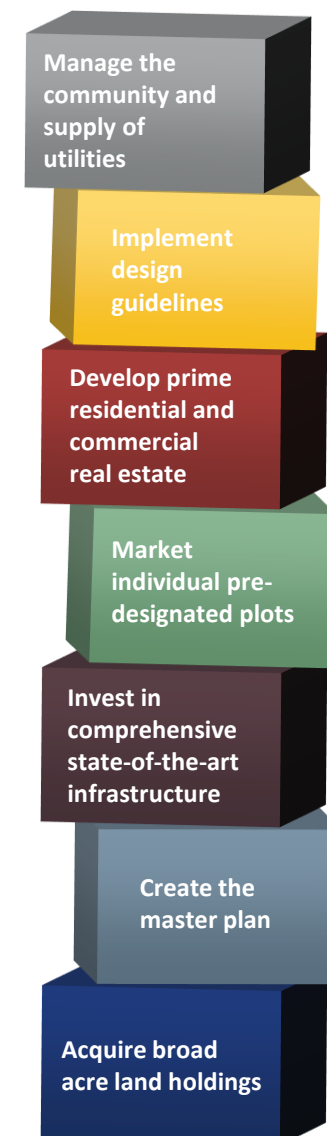 Manage the
community and
supply of
utilities
Implement
design
guidelines
Develop prime
residential and
commercial
real estate
Market
individual pre-
designated plots
Invest in
comprehensive
state-of-the-art
infrastructure
Create the
master plan
Acquire broad
acre land holdings